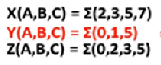 X(A,B,C) = Σ(2,3,5,7)
Y(A,B,C) = Σ(0,1,5)
Z(A,B,C) = Σ(0,2,3,5)